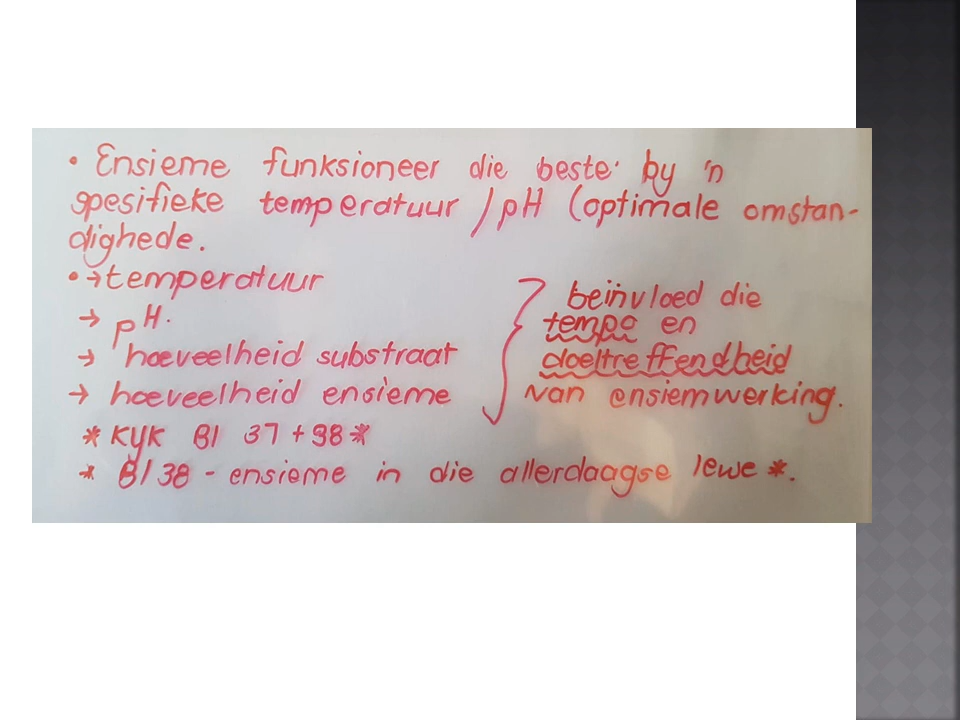 • Ensieme funksioneer die beste by 'n
spesifieke temperatuur / pH (optimale omstan-
dighede.
• → temperatuur
→ pH.
→ hoeveelheid substraat
→ hoeveelheid ensieme
beïnvloed die
tempo en
doeltreffendheid
van ensiemwerking.
* Kyk Bl 37 + 38 *
* Bl 38 - ensieme in die allerdaagse lewe *.